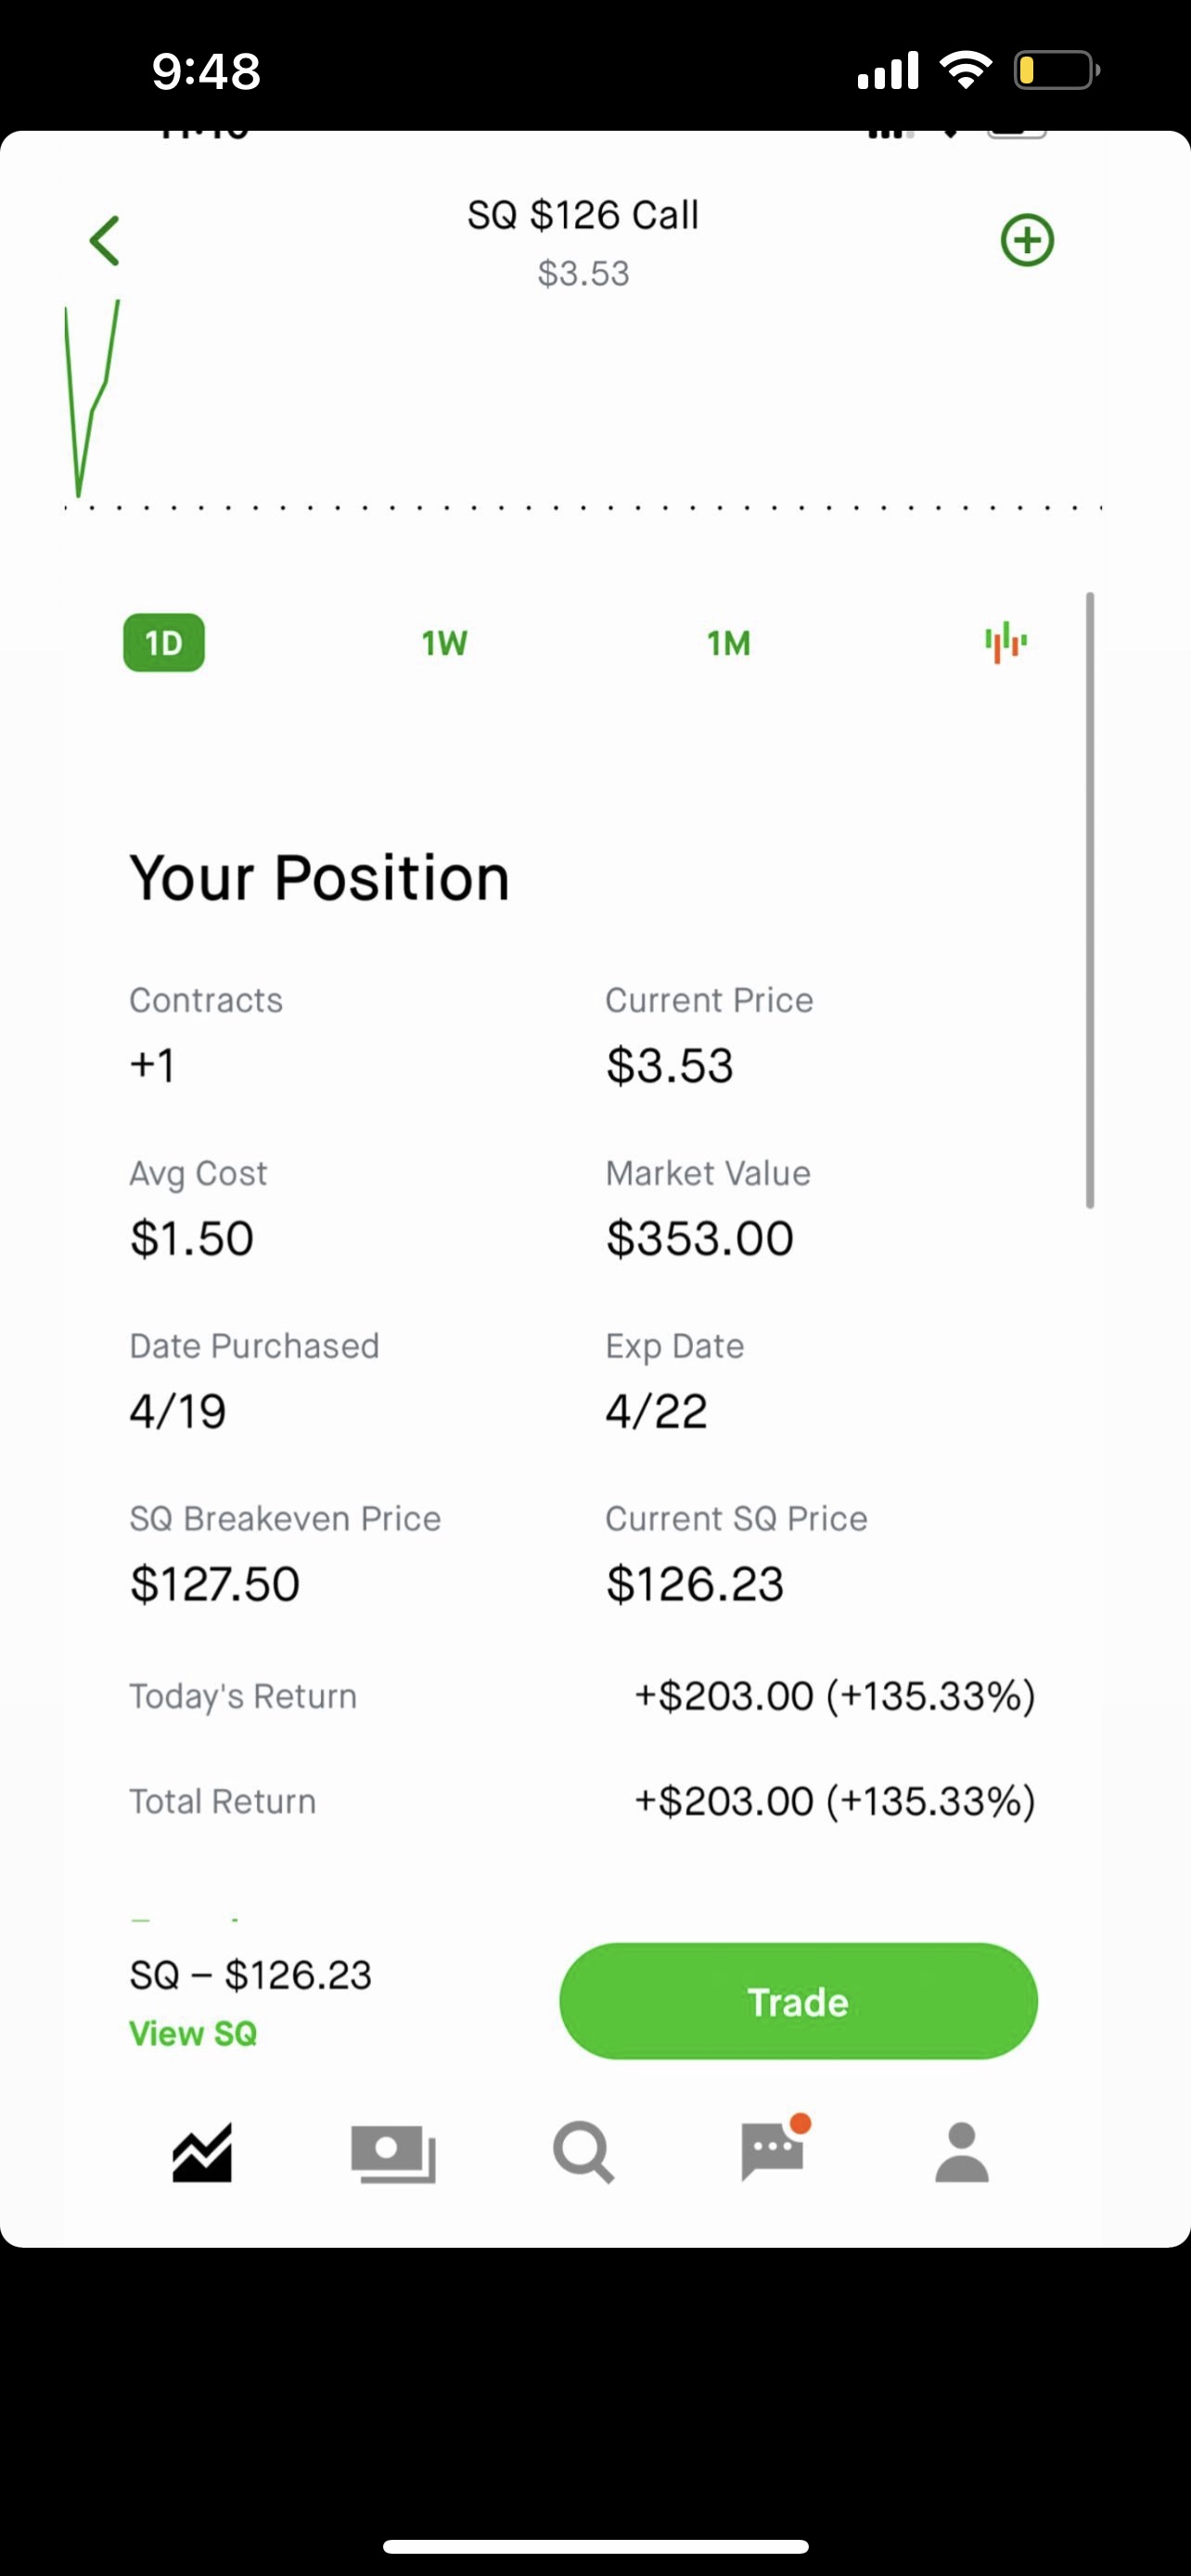 9:48
SQ $126 Call
$3.53
1D 1W 1M
Your Position
Contracts Current Price
+1 $3.53
Avg Cost Market Value
$1.50 $353.00
Date Purchased Exp Date
4/19 4/22
SQ Breakeven Price Current SQ Price
$127.50 $126.23
Today's Return +$203.00 (+135.33%)
Total Return +$203.00 (+135.33%)
SQ – $126.23
View SQ
Trade